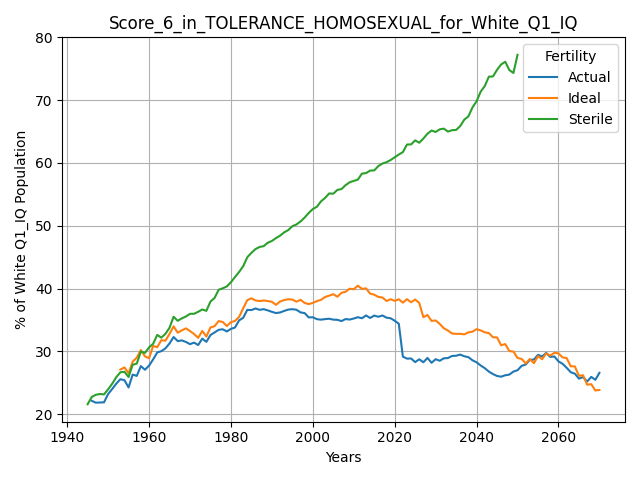 Score_6_in_TOLERANCE_HOMOSEXUAL_for_White_Q1_IQ
% of White Q1_IQ Population
80
70
60
50
40
30
20
Fertility
Actual
Ideal
Sterile
1940 1960 1980 2000 2020 2040 2060
Years